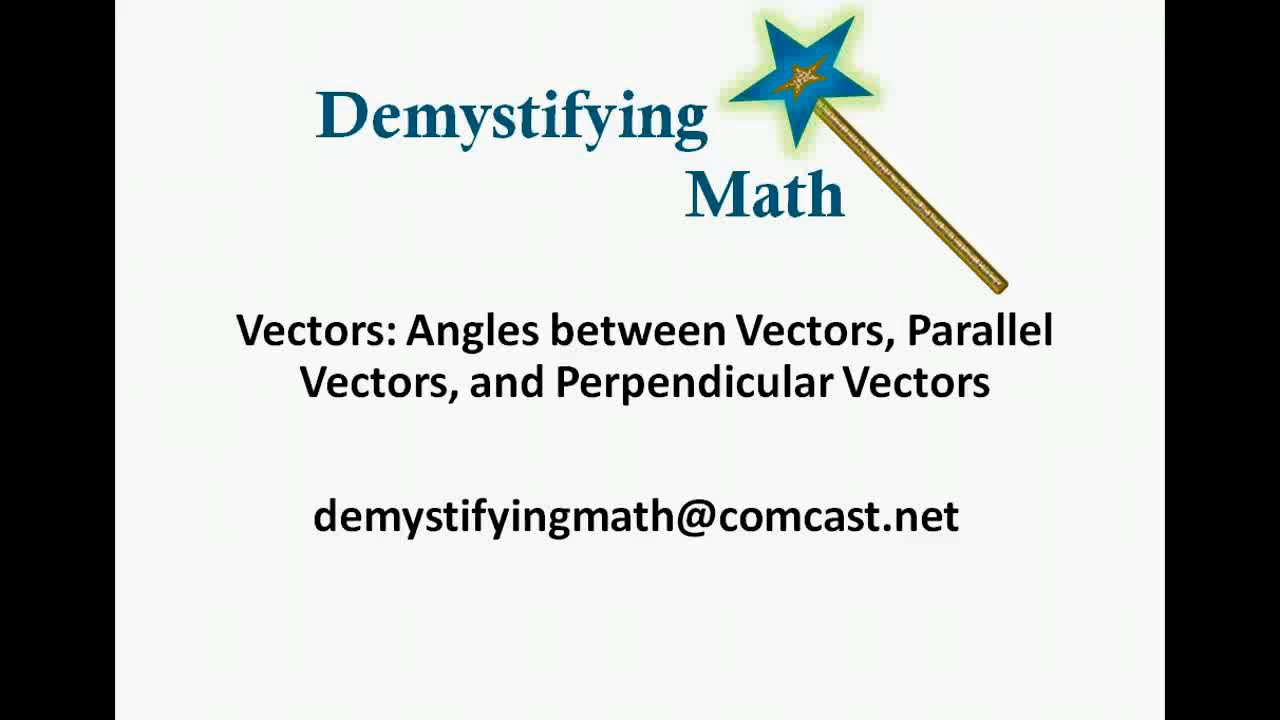 Demystifying
Math
Vectors: Angles between Vectors, Parallel
Vectors, and Perpendicular Vectors
demystifyingmath@comcast.net